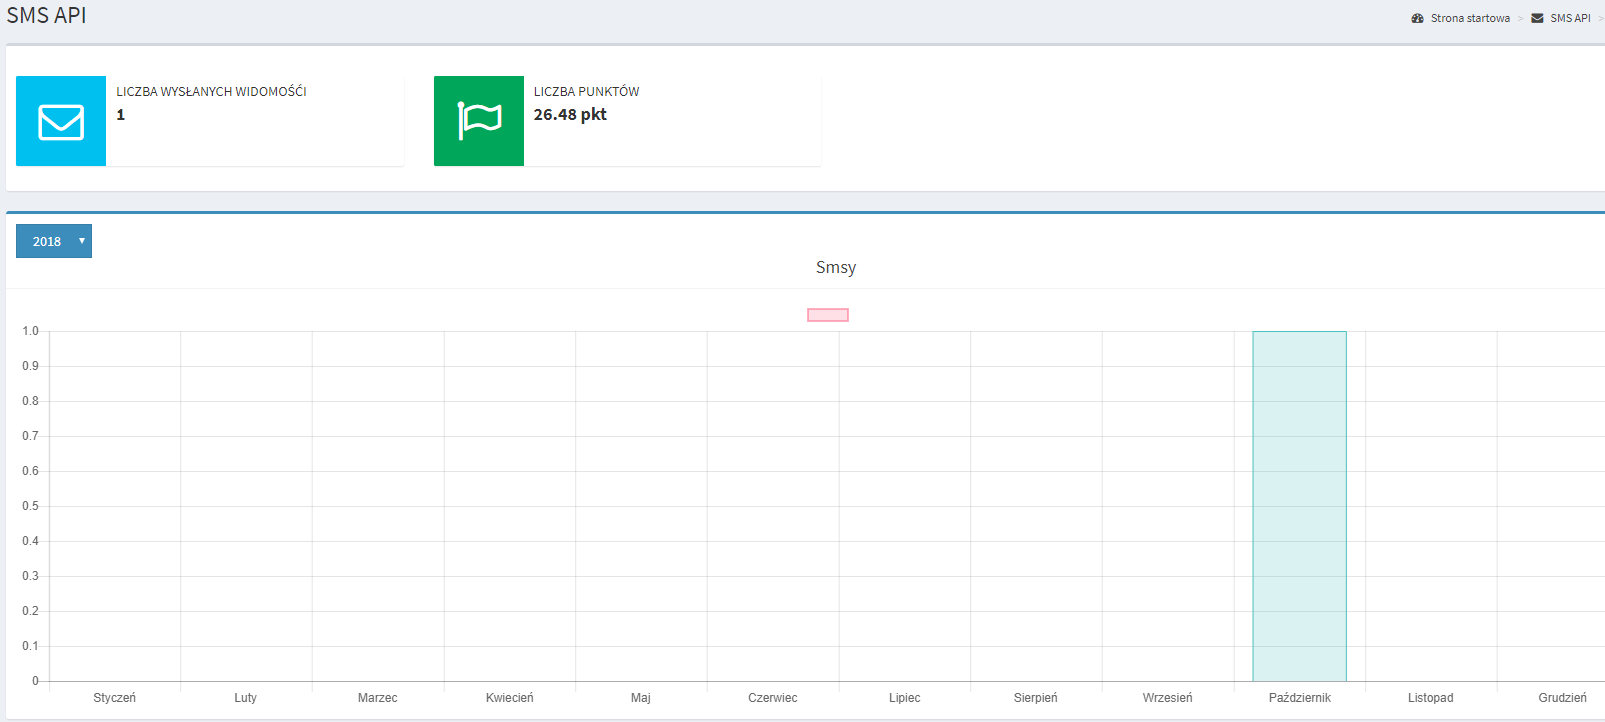 SMS API
Strona startowa > SMS API >
LICZBA WYSŁANYCH WIDOMOŚĆI
1
LICZBA PUNKTÓW
26.48 pkt
2018
Smsy
1.0
0.9
0.8
0.7
0.6
0.5
0.4
0.3
0.2
0.1
0
Styczeń Luty Marzec Kwiecień Maj Czerwiec Lipiec Sierpień Wrzesień Październik Listopad Grudzień